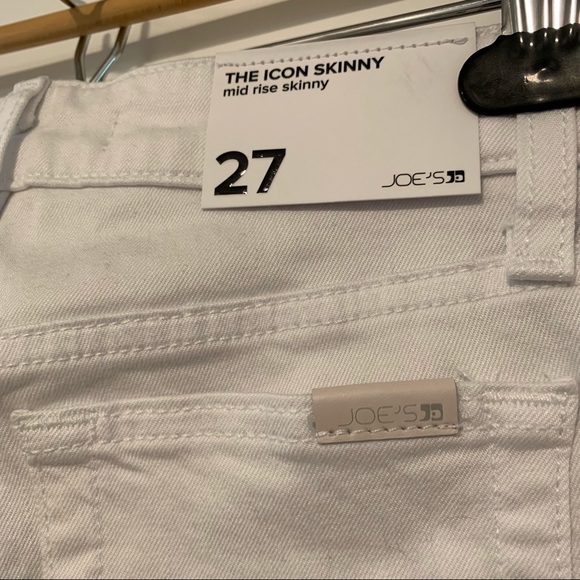 THE ICON SKINNY
mid rise skinny
27
JOE'S
JOE'S